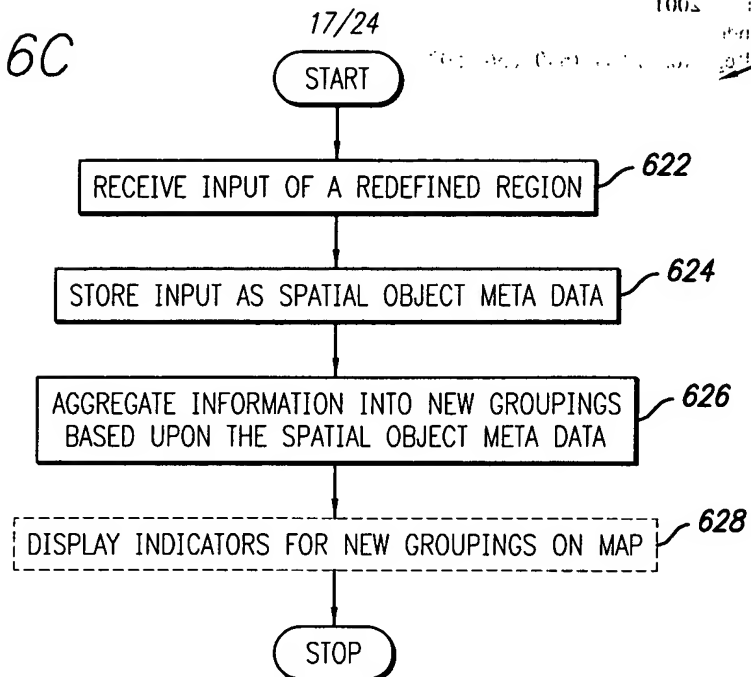 17/24
6C
START
RECEIVE INPUT OF A REDEFINED REGION
622
STORE INPUT AS SPATIAL OBJECT META DATA
624
AGGREGATE INFORMATION INTO NEW GROUPINGS
BASED UPON THE SPATIAL OBJECT META DATA
626
DISPLAY INDICATORS FOR NEW GROUPINGS ON MAP
628
STOP